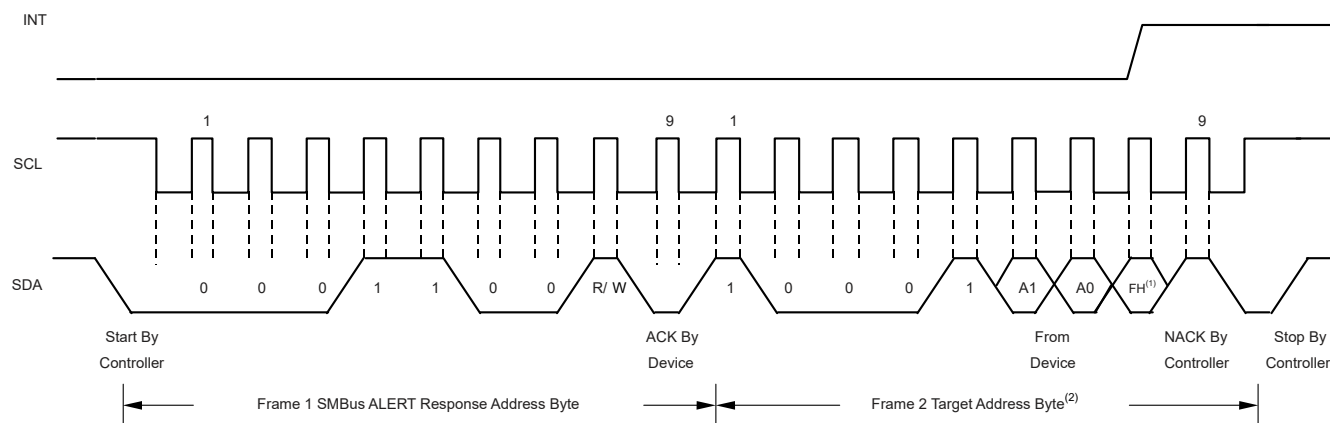 INT
1 9 1 9
SCL
SDA
0 0 0 1 1 0 0 R/ W 1 0 0 0 1 A1 A0 FH(1)
Start By
Controller
ACK By
Device
From
Device
NACK By
Controller
Stop By
Controller
Frame 1 SMBus ALERT Response Address Byte
Frame 2 Target Address Byte(2)